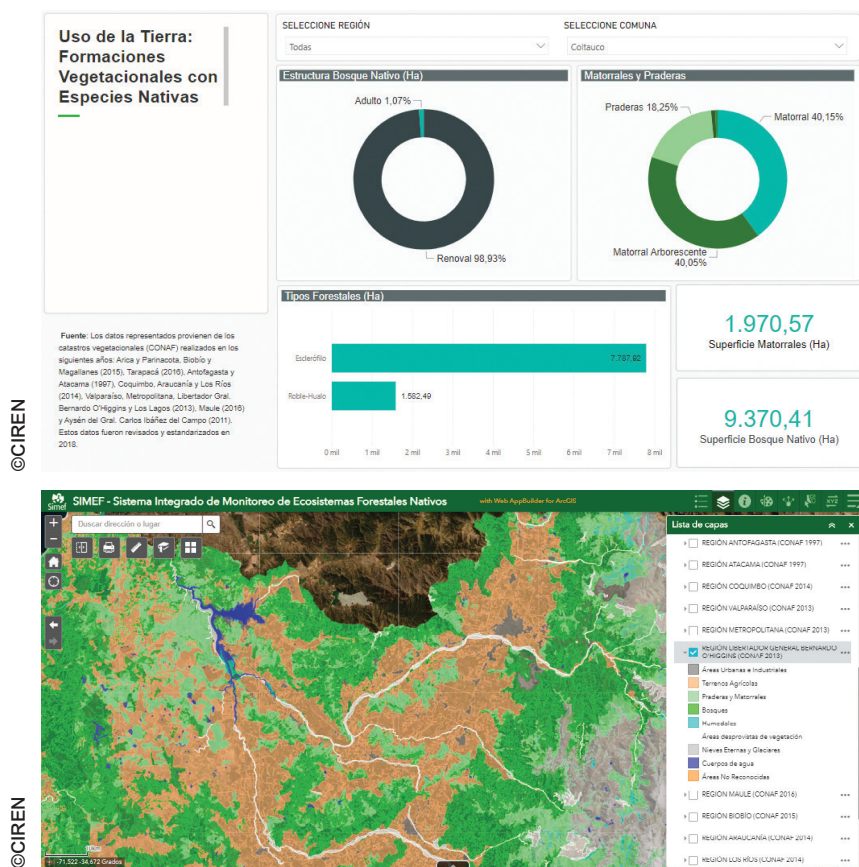 Uso de la Tierra:
Formaciones
Vegetacionales con
Especies Nativas
Fuente: Los datos representados provienen de los
catastros vegetacionales (CONAF) realizados en los
siguientes años: Arica y Parinacota, Biobío y
Magallanes (2015), Tarapacá (2016), Antofagasta y
Atacama (1997), Coquimbo, Araucanía y Los Ríos
(2014), Valparaíso, Metropolitana, Libertador Gral.
Bernardo O'Higgins y Los Lagos (2013), Maule (2016)
y Aysén del Gral. Carlos Ibáñez del Campo (2011).
Estos datos fueron revisados y estandarizados en
2018.
SELECCIONE REGIÓN
Todas
SELECCIONE COMUNA
Coltauco
Estructura Bosque Nativo (Ha)
Adulto 1,07%
Renoval 98,93%
Matorrales y Praderas
Praderas 18,25%
Matorral 40,15%
Matorral Arborescente
40,05%
Tipos Forestales (Ha)
Esclerófilo
7.787,92
Roble-Hualo
1.582,49
0 mil 1 mil 2 mil 3 mil 4 mil 5 mil 6 mil 7 mil 8 mil
1.970,57
Superficie Matorrales (Ha)
9.370,41
Superficie Bosque Nativo (Ha)
©CIREN
Simef
SIMEF - Sistema Integrado de Monitoreo de Ecosistemas Forestales Nativos
with Web AppBuilder for ArcGIS
XYZ
Buscar dirección o lugar
Lista de capas
REGIÓN ANTOFAGASTA (CONAF 1997)
REGIÓN ATACAMA (CONAF 1997)
REGIÓN COQUIMBO (CONAF 2014)
REGIÓN VALPARAÍSO (CONAF 2013)
REGIÓN METROPOLITANA (CONAF 2013)
REGIÓN LIBERTADOR GENERAL BERNARDO
O'HIGGINS (CONAF 2013)
Áreas Urbanas e Industriales
Terrenos Agrícolas
Praderas y Matorrales
Bosques
Humedales
Áreas desprovistas de vegetación
Nieves Eternas y Glaciares
Cuerpos de agua
Áreas No Reconocidas
REGIÓN MAULE (CONAF 2016)
REGIÓN BIOBÍO (CONAF 2015)
REGIÓN ARAUCANÍA (CONAF 2014)
REGIÓN LOS RÍOS (CONAF 2014)
10km
-71,522 -34,672 Grados
©CIREN